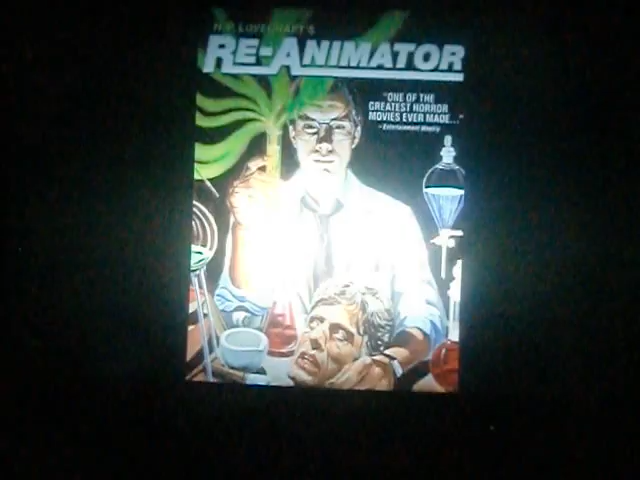 H.P. LOVECRAFT'S
RE-ANIMATOR
"ONE OF THE
GREATEST HORROR
MOVIES EVER MADE..."
- Entertainment Weekly